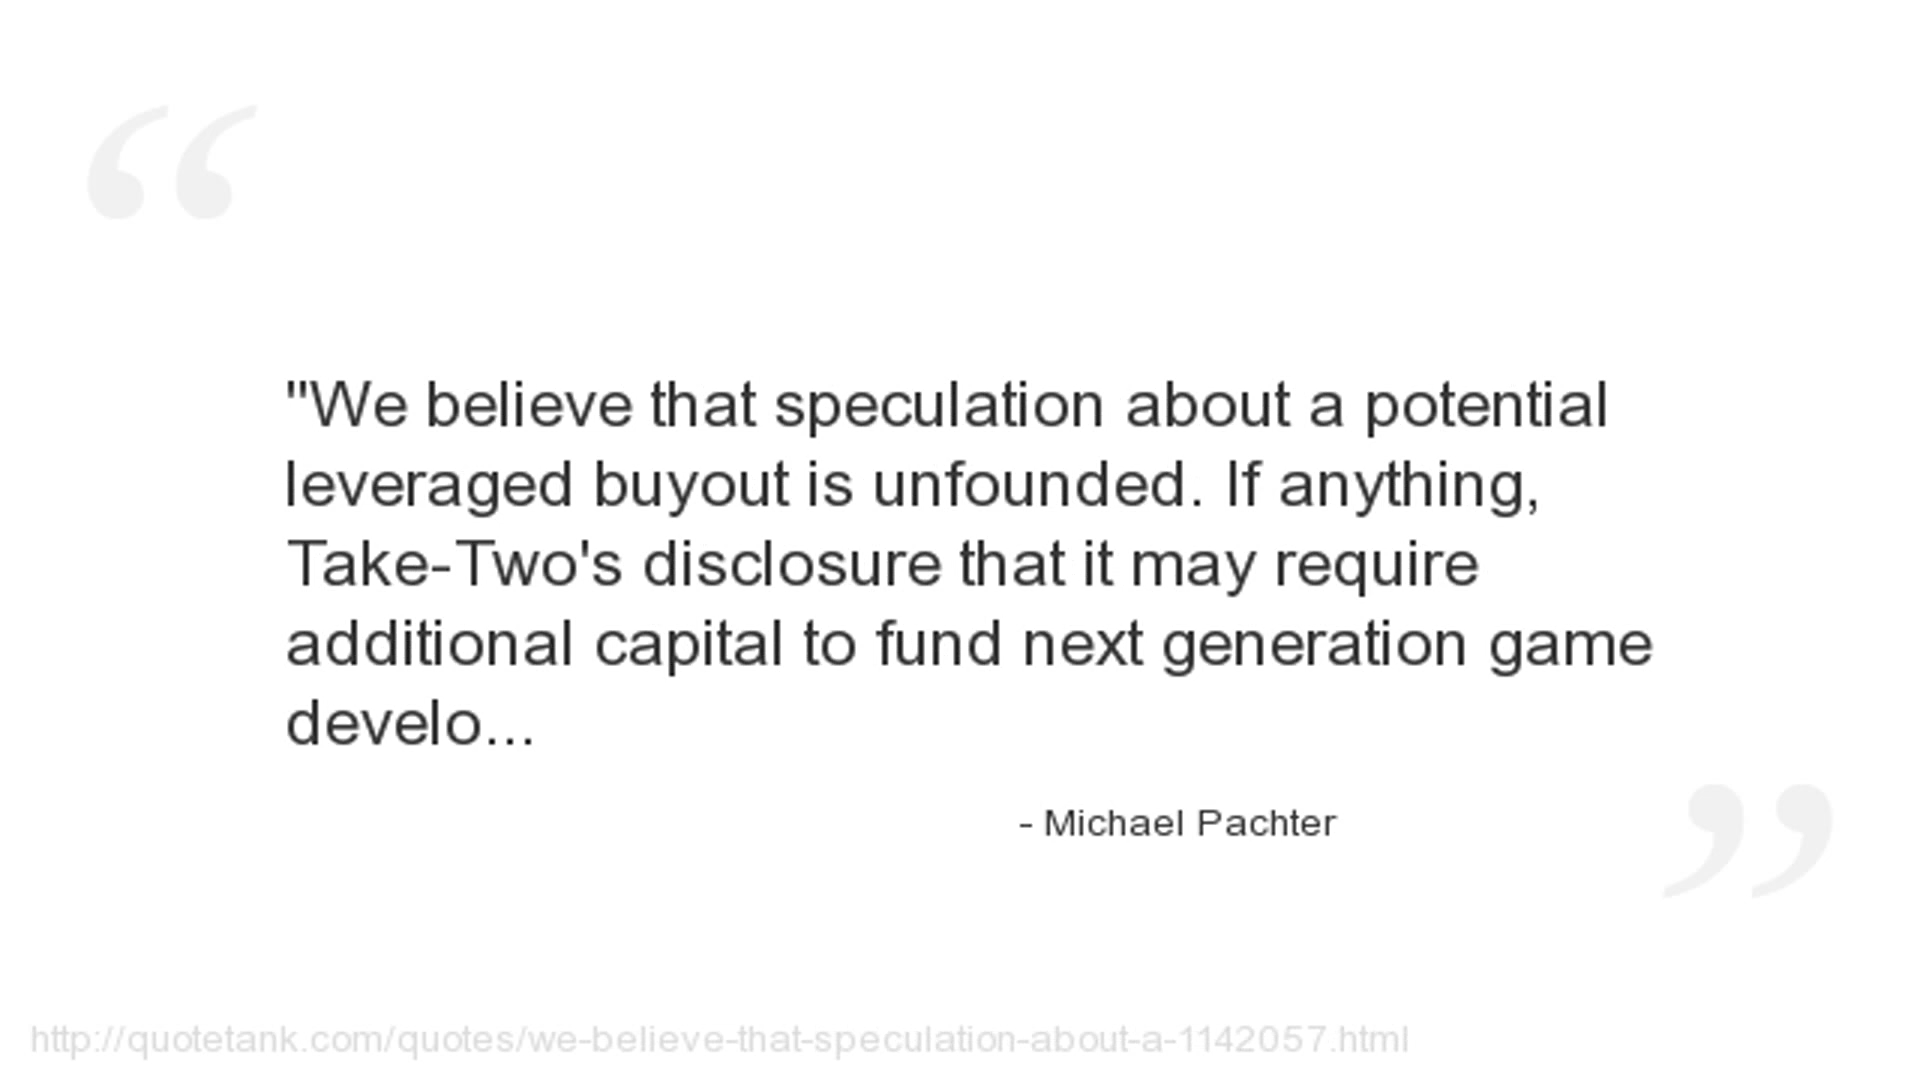 "We believe that speculation about a potential
leveraged buyout is unfounded. If anything,
Take-Two's disclosure that it may require
additional capital to fund next generation game
develo...
- Michael Pachter
http://quotetank.com/quotes/we-believe-that-speculation-about-a-1142057.html